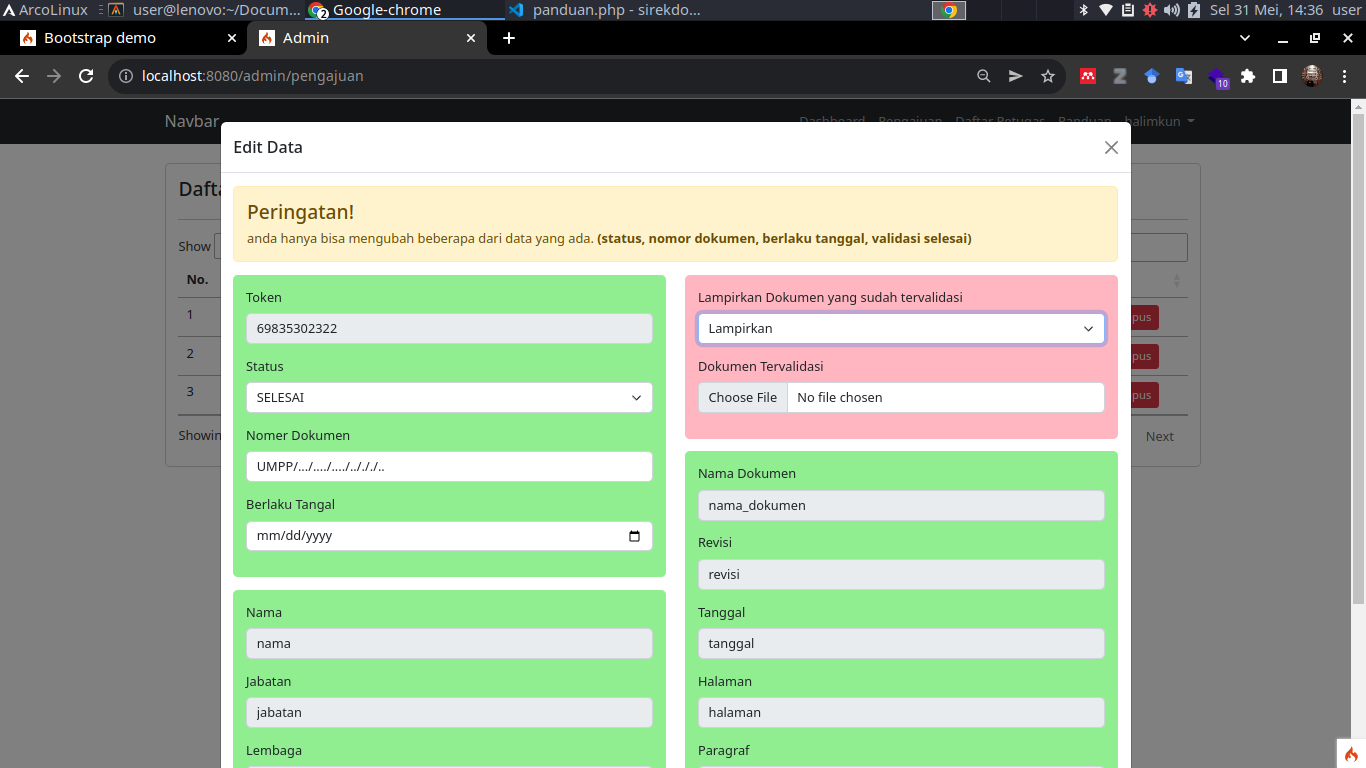 ArcoLinux
user@lenovo:~/Docum...
Google-chrome
2
panduan.php - sirekdo...
Sel 31 Mei, 14:36
user
Bootstrap demo
Admin
localhost:8080/admin/pengajuan
10
Navbar
Dashboard Pengajuan Daftar Petugas Panduan halimkun
Edit Data
Peringatan!
anda hanya bisa mengubah beberapa dari data yang ada. (status, nomor dokumen, berlaku tanggal, validasi selesai)
Dafta
Show
No.
1
2
3
Showin
pus
pus
pus
Next
Token
69835302322
Status
SELESAI
Nomer Dokumen
UMPP/.../..../..../../././..
Berlaku Tangal
mm/dd/yyyy
Nama
nama
Jabatan
jabatan
Lembaga
Lampirkan Dokumen yang sudah tervalidasi
Lampirkan
Dokumen Tervalidasi
Choose File No file chosen
Nama Dokumen
nama_dokumen
Revisi
revisi
Tanggal
tanggal
Halaman
halaman
Paragraf